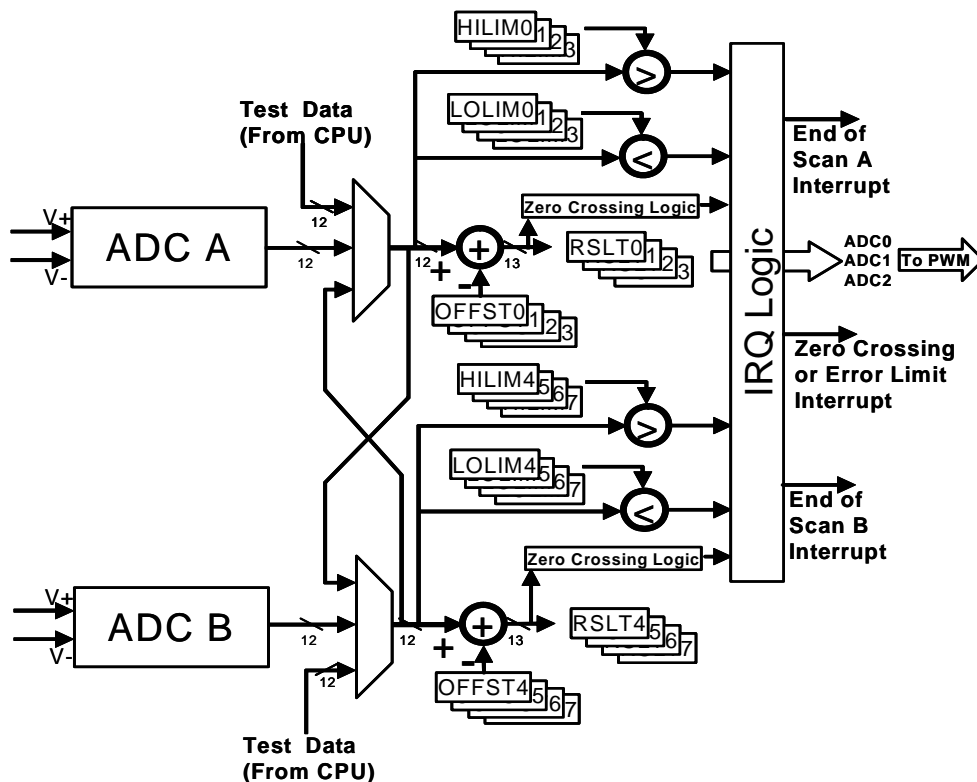 HILIM0
1
2
3
>
LOLIM0
1
2
3
<
Test Data
(From CPU)
12
V+
V-
ADC A
12
12
+
+
-
13
Zero Crossing Logic
RSLT0
1
2
3
OFFST0
1
2
3
IRQ Logic
End of
Scan A
Interrupt
ADC0
ADC1
ADC2
To PWM
Zero Crossing
or Error Limit
Interrupt
End of
Scan B
Interrupt
HILIM4
5
6
7
>
LOLIM4
5
6
7
<
Zero Crossing Logic
V+
V-
ADC B
12
12
+
+
-
13
RSLT4
5
6
7
12
OFFST4
5
6
7
Test Data
(From CPU)